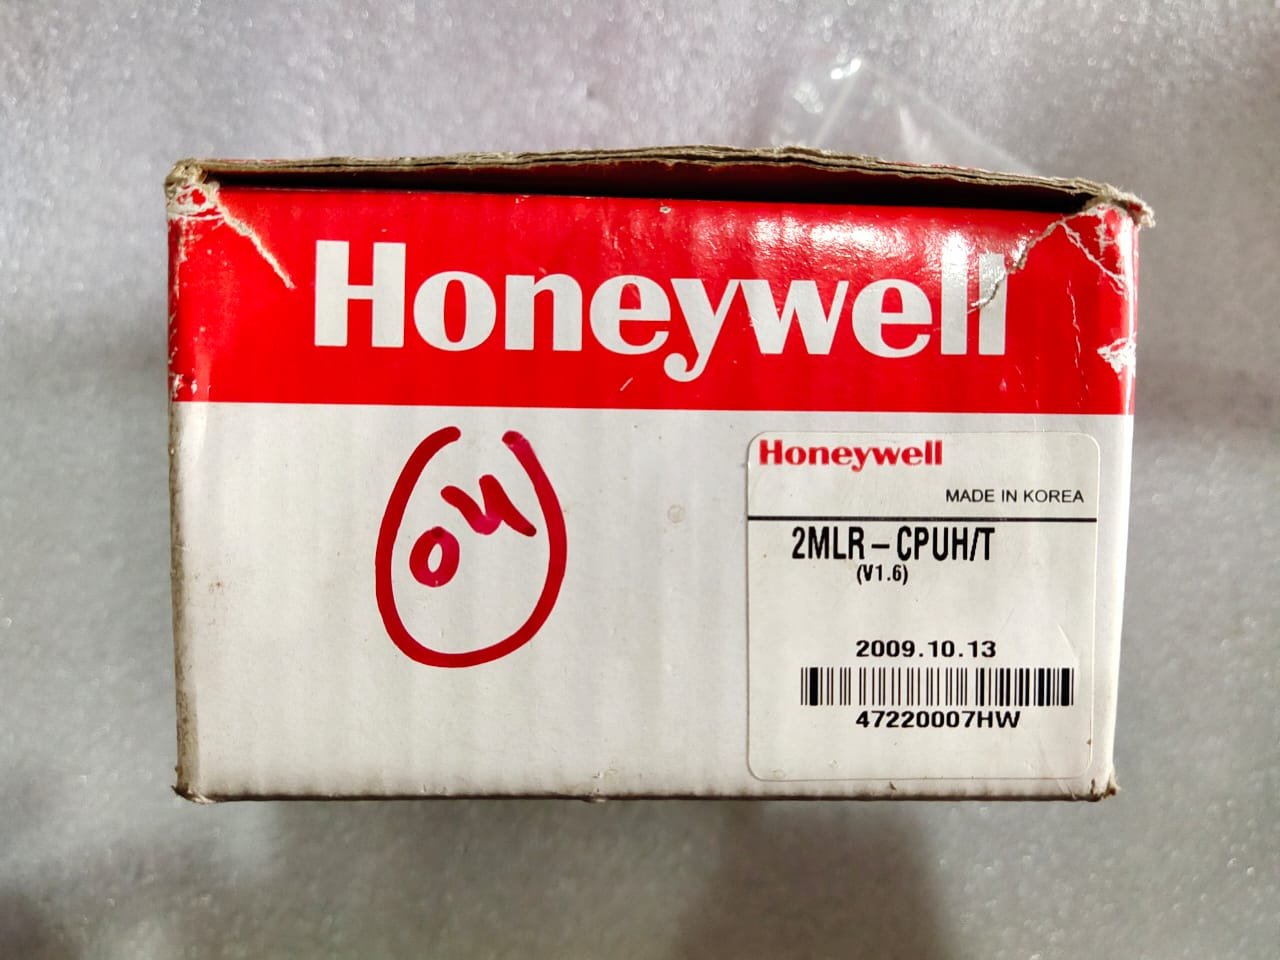 Honeywell
04
Honeywell
MADE IN KOREA
2MLR-CPUH/T
(V1.6)
2009.10.13
47220007HW